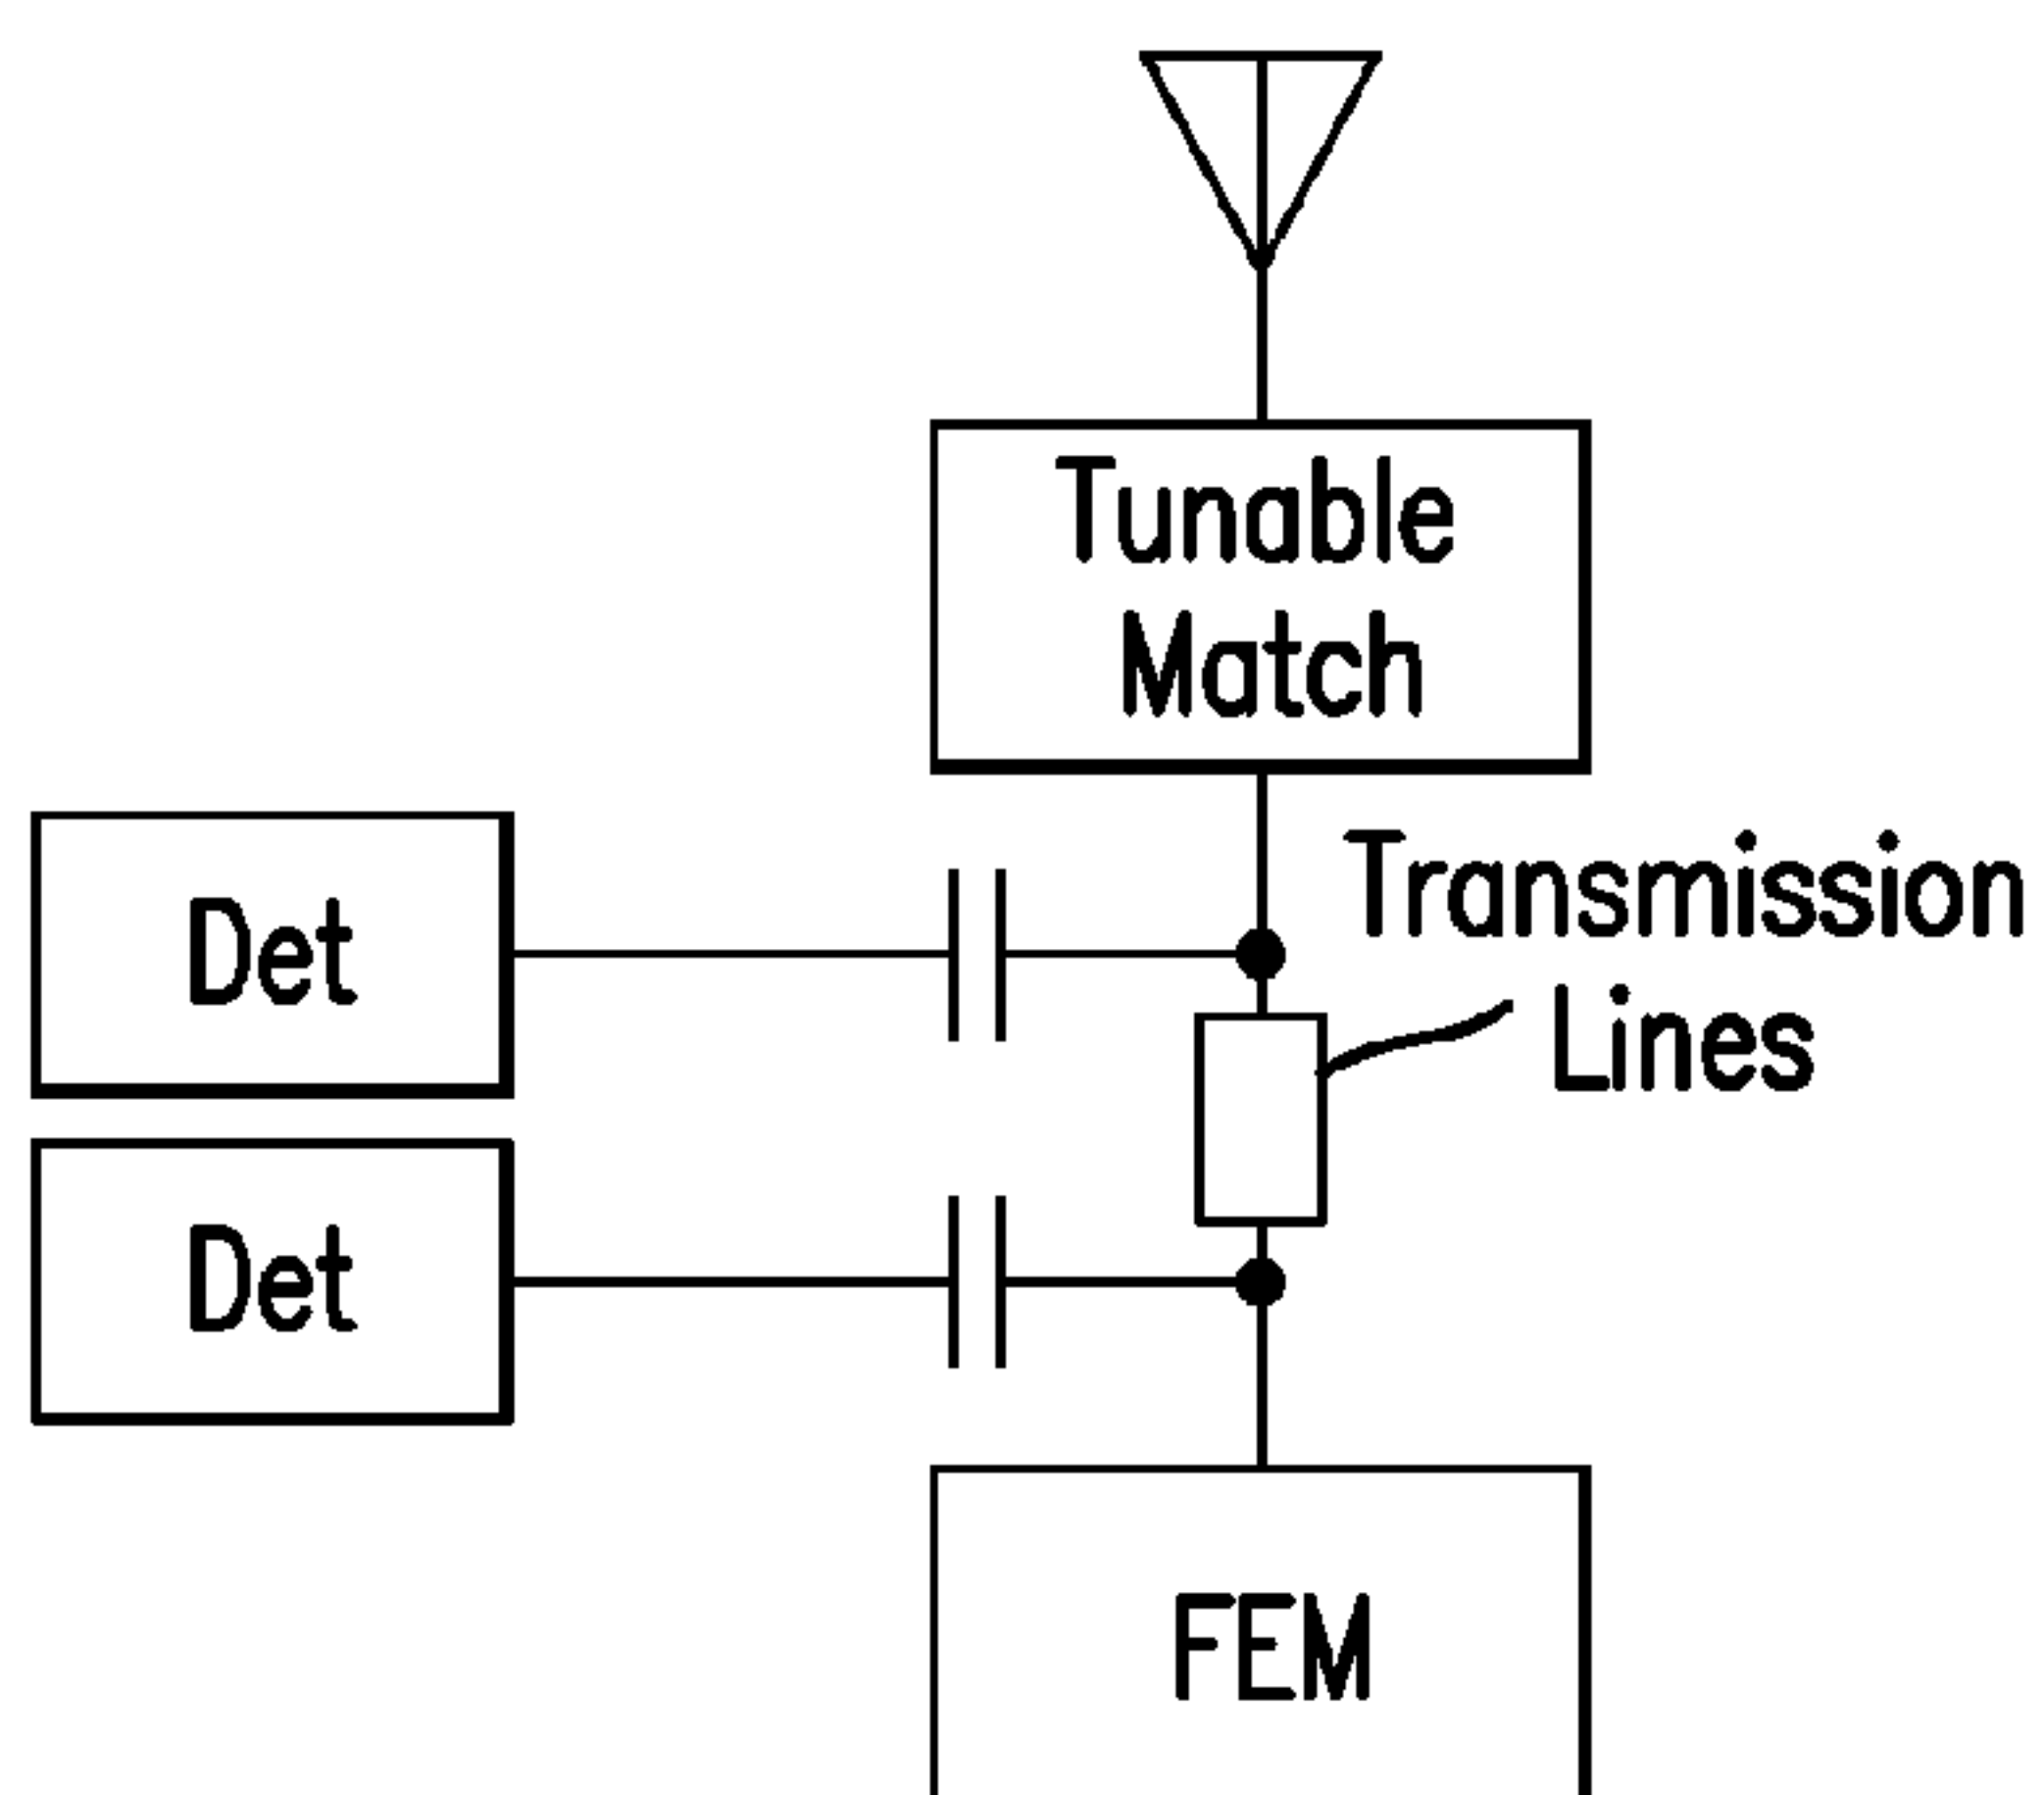 Tunable
Match
Transmission
Lines
Det
Det
FEM